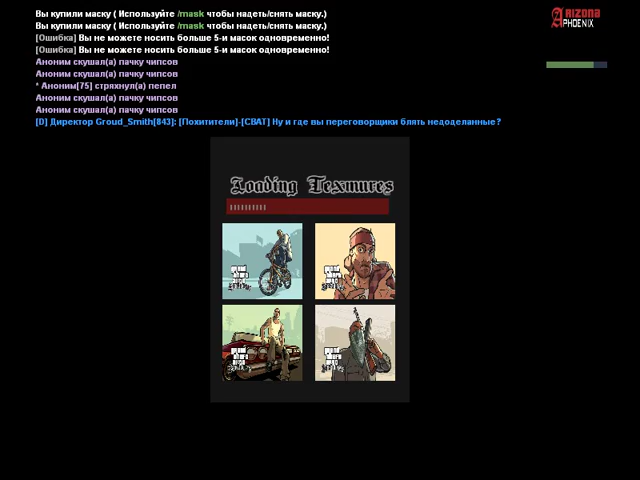 Вы купили маску ( Используйте /mask чтобы надеть/снять маску.)
Вы купили маску ( Используйте /mask чтобы надеть/снять маску.)
[Ошибка] Вы не можете носить больше 5-и масок одновременно!
[Ошибка] Вы не можете носить больше 5-и масок одновременно!
Аноним скушал(а) пачку чипсов
Аноним скушал(а) пачку чипсов
* Аноним[75] стряхнул(а) пепел
Аноним скушал(а) пачку чипсов
Аноним скушал(а) пачку чипсов
[D] Директор Groud_Smith[843]: [Похитители]-[СВАТ] Ну и где вы переговорщики блять недоделанные?
ARIZONA
PHOENIX
Loading Texmures